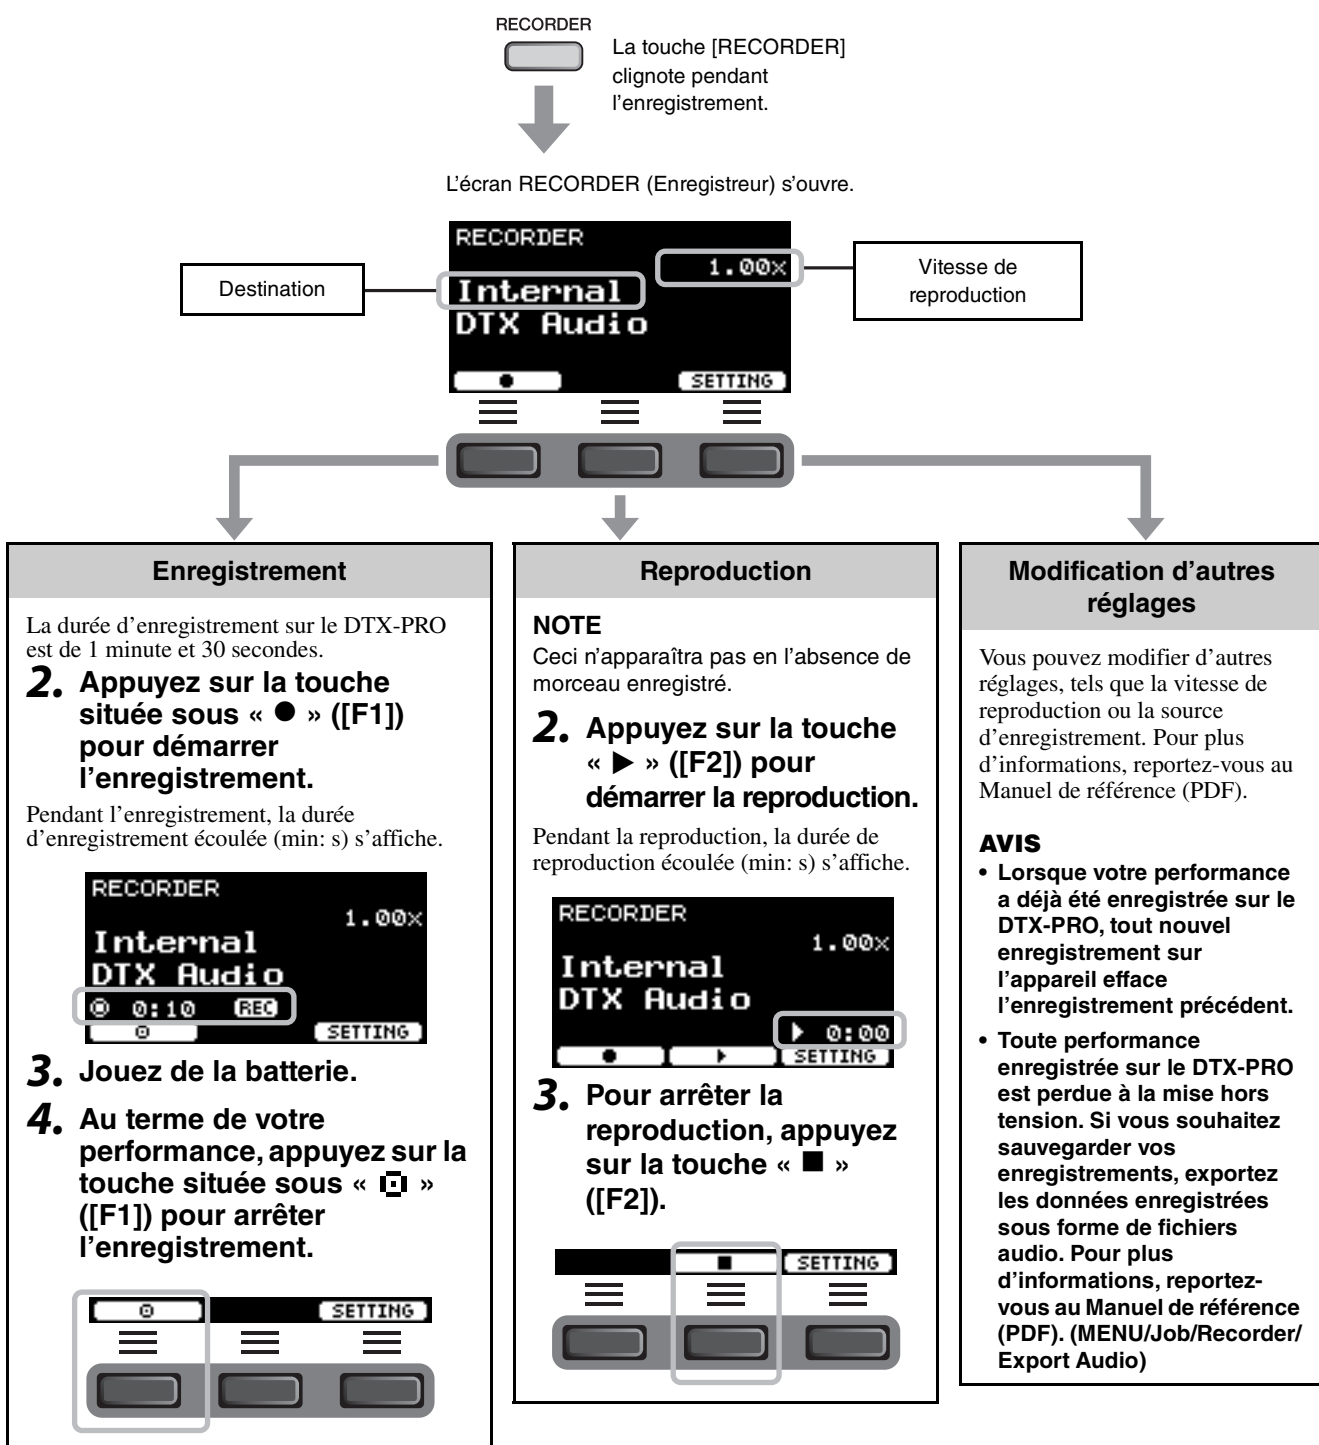 RECORDER
La touche [RECORDER]
clignote pendant
l'enregistrement.
L'écran RECORDER (Enregistreur) s'ouvre.
RECORDER
1.00x
Internal
DTX Audio
● SETTING
Destination
Vitesse de
reproduction
Enregistrement
La durée d'enregistrement sur le DTX-PRO
est de 1 minute et 30 secondes.
2. Appuyez sur la touche
située sous « ● » ([F1])
pour démarrer
l'enregistrement.
Pendant l'enregistrement, la durée
d'enregistrement écoulée (min: s) s'affiche.
RECORDER
1.00x
Internal
DTX Audio
0:10 REC
SETTING
3. Jouez de la batterie.
4. Au terme de votre
performance, appuyez sur la
touche située sous « »
([F1]) pour arrêter
l'enregistrement.
SETTING
Reproduction
NOTE
Ceci n'apparaîtra pas en l'absence de
morceau enregistré.
2. Appuyez sur la touche
« ▶ » ([F2]) pour
démarrer la reproduction.
Pendant la reproduction, la durée de
reproduction écoulée (min: s) s'affiche.
RECORDER
1.00x
Internal
DTX Audio
▶ 0:00
● ▶ SETTING
3. Pour arrêter la
reproduction, appuyez
sur la touche « ■ »
([F2]).
■ SETTING
Modification d'autres
réglages
Vous pouvez modifier d'autres
réglages, tels que la vitesse de
reproduction ou la source
d'enregistrement. Pour plus
d'informations, reportez-vous au
Manuel de référence (PDF).
AVIS
• Lorsque votre performance
a déjà été enregistrée sur le
DTX-PRO, tout nouvel
enregistrement sur
l'appareil efface
l'enregistrement précédent.
• Toute performance
enregistrée sur le DTX-PRO
est perdue à la mise hors
tension. Si vous souhaitez
sauvegarder vos
enregistrements, exportez
les données enregistrées
sous forme de fichiers
audio. Pour plus
d'informations, reportez-
vous au Manuel de référence
(PDF). (MENU/Job/Recorder/
Export Audio)